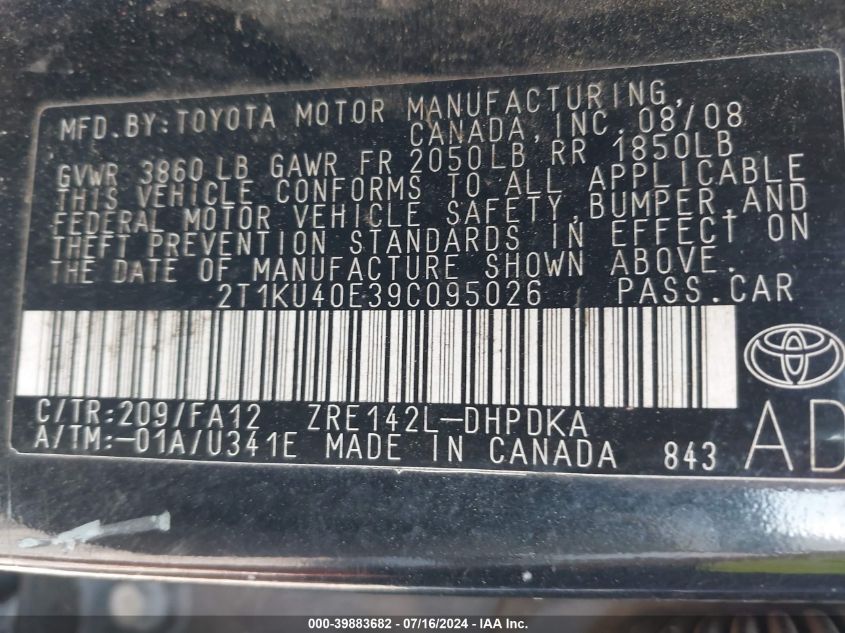 MFD.BY:TOYOTA MOTOR MANUFACTURING,
CANADA, INC. 08/08
GVWR 3860 LB GAWR FR 2050LB RR 1850LB
THIS VEHICLE CONFORMS TO ALL APPLICABLE
FEDERAL MOTOR VEHICLE SAFETY, BUMPER, AND
THEFT PREVENTION STANDARDS IN EFFECT ON
THE DATE OF MANUFACTURE SHOWN ABOVE.
2T1KU40E39C095026 PASS.CAR
C/TR:209/FA12 ZRE142L-DHPDKA
A/TM:-01A/U341E MADE IN CANADA 843 AD
000-39883682 - 07/16/2024 - WWW.IAAI.COM